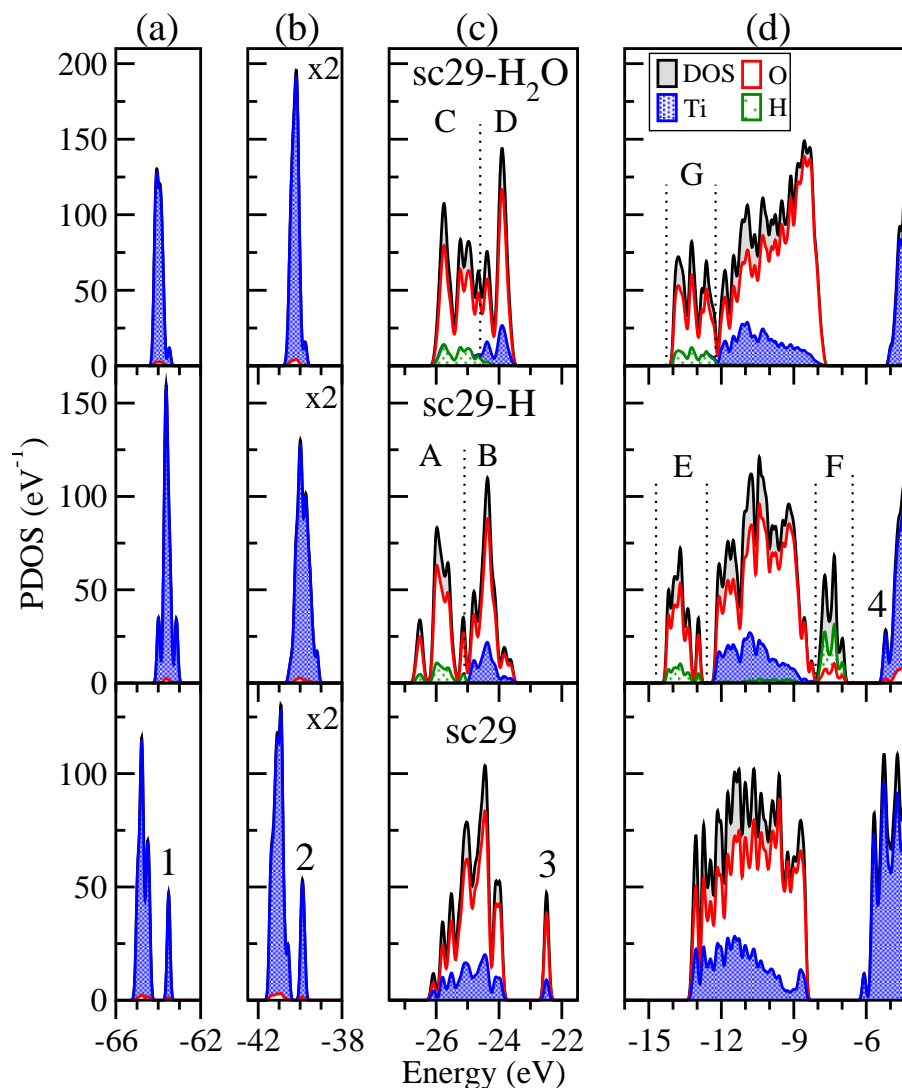 (a) (b) (c) (d)
200
150
100
50
0
x2
sc29-H₂O
C D
G
DOS O
Ti H
150
100
50
0
x2
sc29-H
A B
E F
4
100
50
0
1
x2
2
sc29
3
PDOS (eV⁻¹)
-66 -62 -42 -38 -26 -24 -22 -15 -12 -9 -6
Energy (eV)